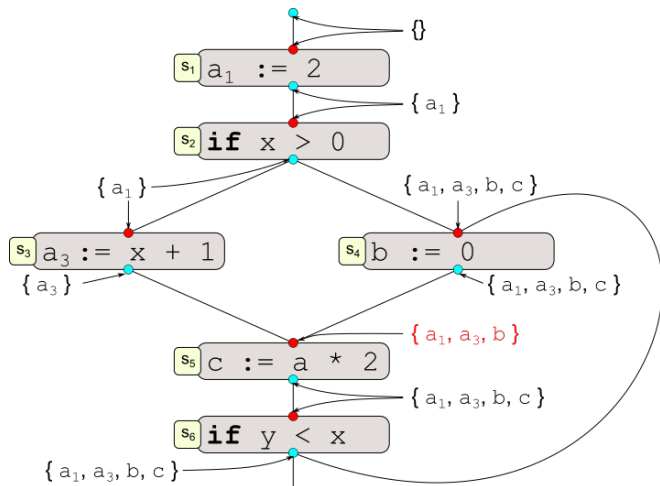 {}
s₁ a₁ := 2
{ a₁ }
s₂ if x > 0
{ a₁ }
{ a₁, a₃, b, c }
s₃ a₃ := x + 1
s₄ b := 0
{ a₃ }
{ a₁, a₃, b, c }
{ a₁, a₃, b }
s₅ c := a * 2
{ a₁, a₃, b, c }
s₆ if y < x
{ a₁, a₃, b, c }